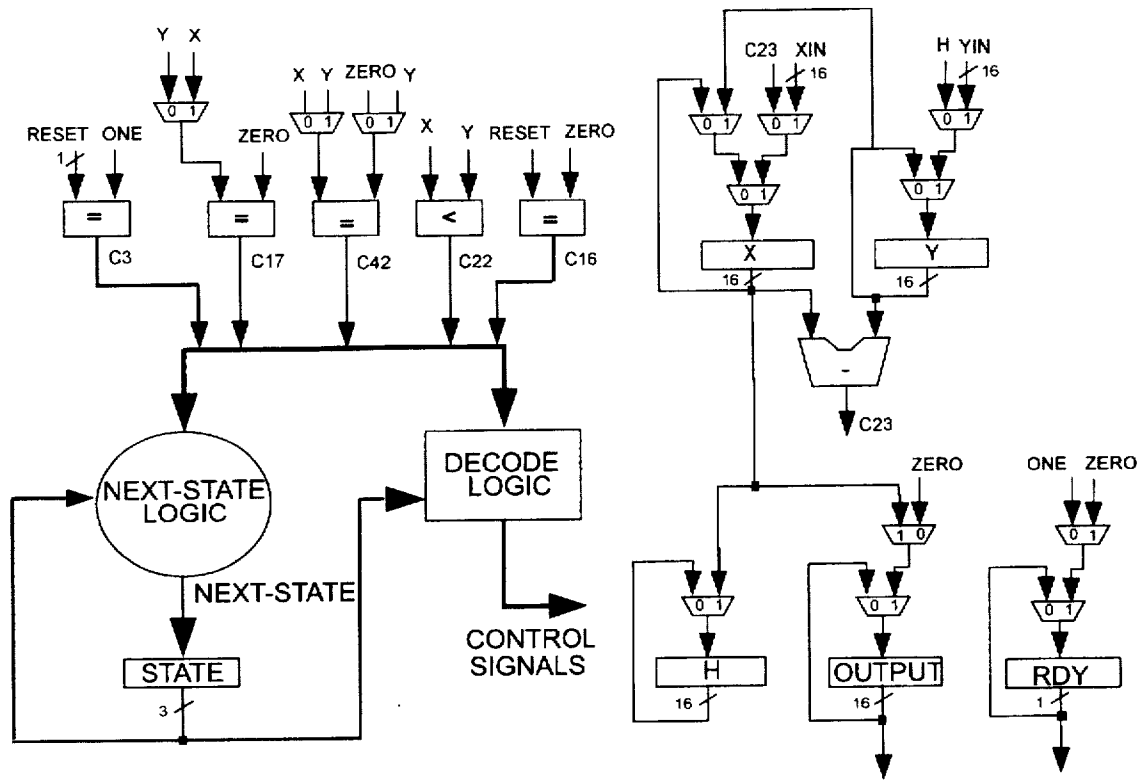 Y X
0 1
RESET ONE
1
ZERO
X Y ZERO Y
0 1
0 1
X Y
RESET ZERO
=
=
=
<
=
C3
C17
C42
C22
C16
NEXT-STATE
LOGIC
DECODE
LOGIC
NEXT-STATE
CONTROL
SIGNALS
STATE
3
C23 XIN
16
H YIN
16
0 1
0 1
0 1
0 1
0 1
X
16
Y
16
-
C23
ZERO
1 0
ONE ZERO
0 1
0 1
0 1
0 1
H
16
OUTPUT
16
RDY
1